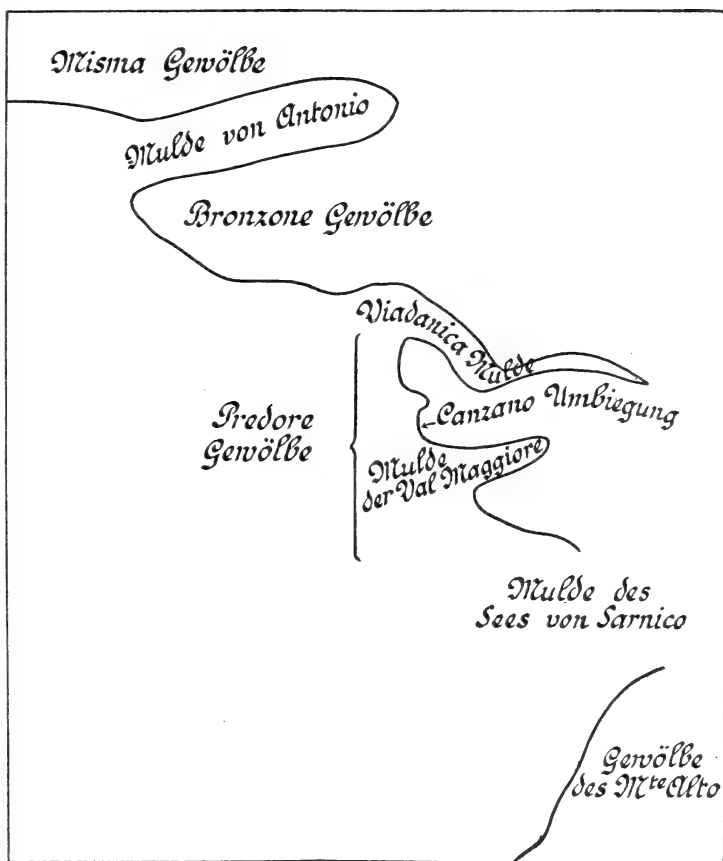 Misma Gewölbe
Mulde von Antonio
Bronzone Gewölbe
Viadanica Mulde
Canzano Umbiegung
Predore
Gewölbe
Mulde
der Val Maggiore
Mulde des
Sees von Sarnico
Gewölbe
des Mte Alto